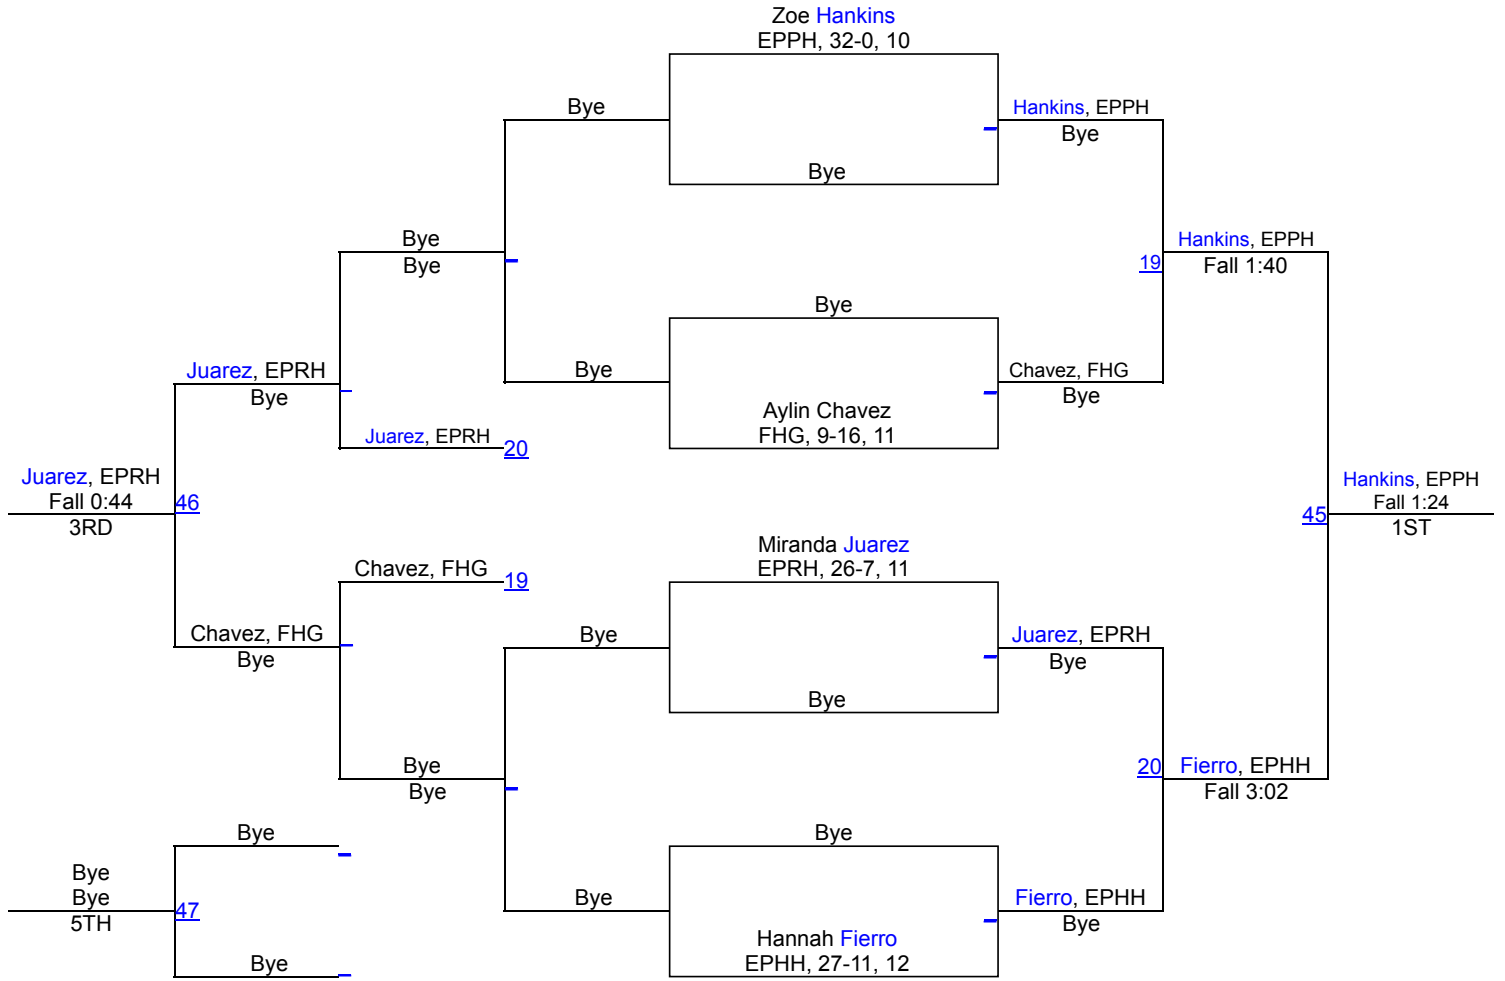 Zoe Hankins
EPPH, 32-0, 10
Bye
Hankins, EPPH
Bye
Bye
Bye
Bye
Hankins, EPPH
19
Fall 1:40
Bye
Juarez, EPRH
Bye
Bye
Chavez, FHG
Bye
Aylin Chavez
FHG, 9-16, 11
Juarez, EPRH
20
Juarez, EPRH
Fall 0:44
3RD
46
Hankins, EPPH
Fall 1:24
1ST
45
Miranda Juarez
EPRH, 26-7, 11
Chavez, FHG
19
Chavez, FHG
Bye
Bye
Juarez, EPRH
Bye
Bye
Bye
Bye
20
Fierro, EPHH
Fall 3:02
Bye
Bye
Bye
Bye
5TH
47
Bye
Fierro, EPHH
Bye
Hannah Fierro
EPHH, 27-11, 12
Bye